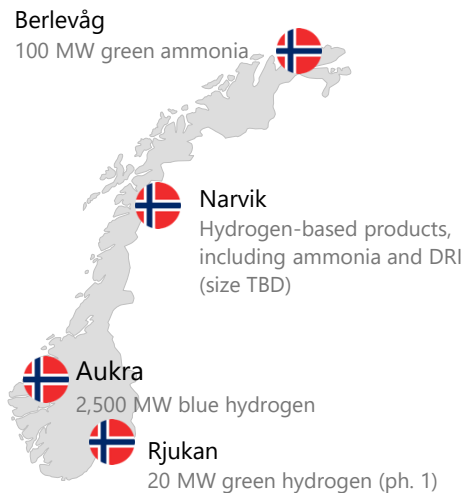 Berlevåg
100 MW green ammonia
Narvik
Hydrogen-based products,
including ammonia and DRI
(size TBD)
Aukra
2,500 MW blue hydrogen
Rjukan
20 MW green hydrogen (ph. 1)